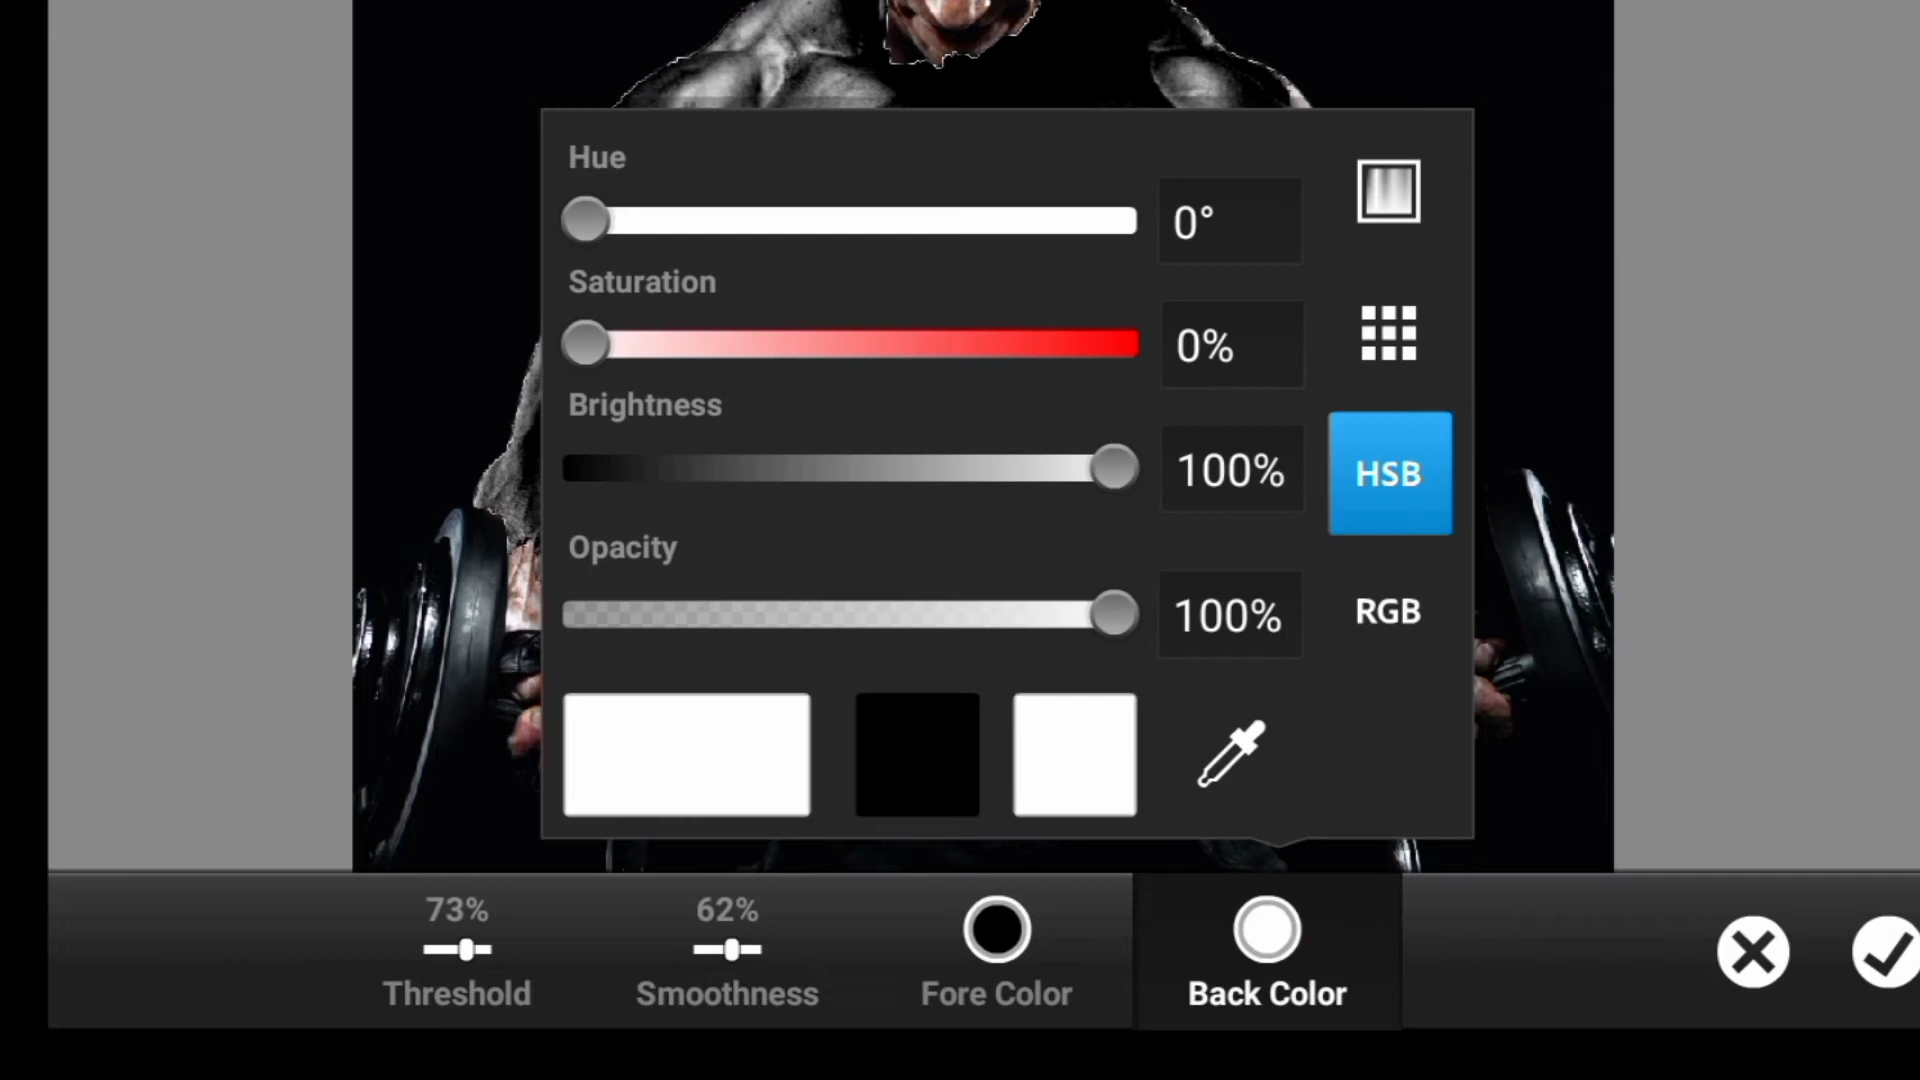 Hue
0°
Saturation
0%
Brightness
100%
HSB
Opacity
100%
RGB
73%
Threshold
62%
Smoothness
Fore Color
Back Color